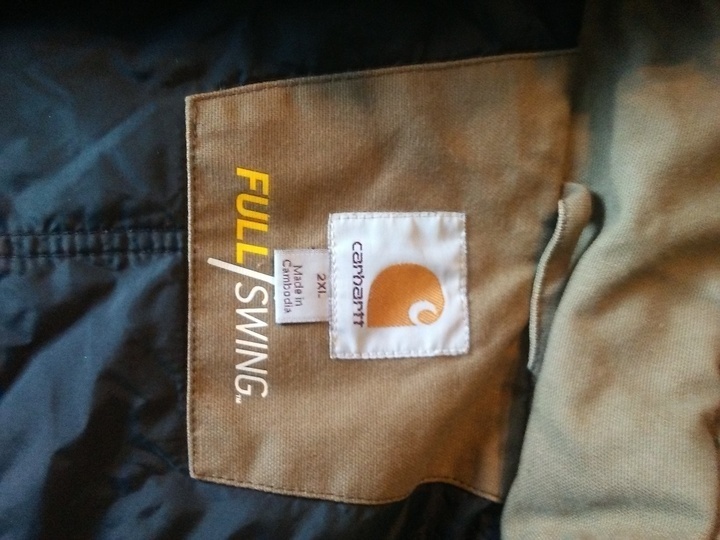 carhartt
2XL
Made in
Cambodia
FULL/SWING™